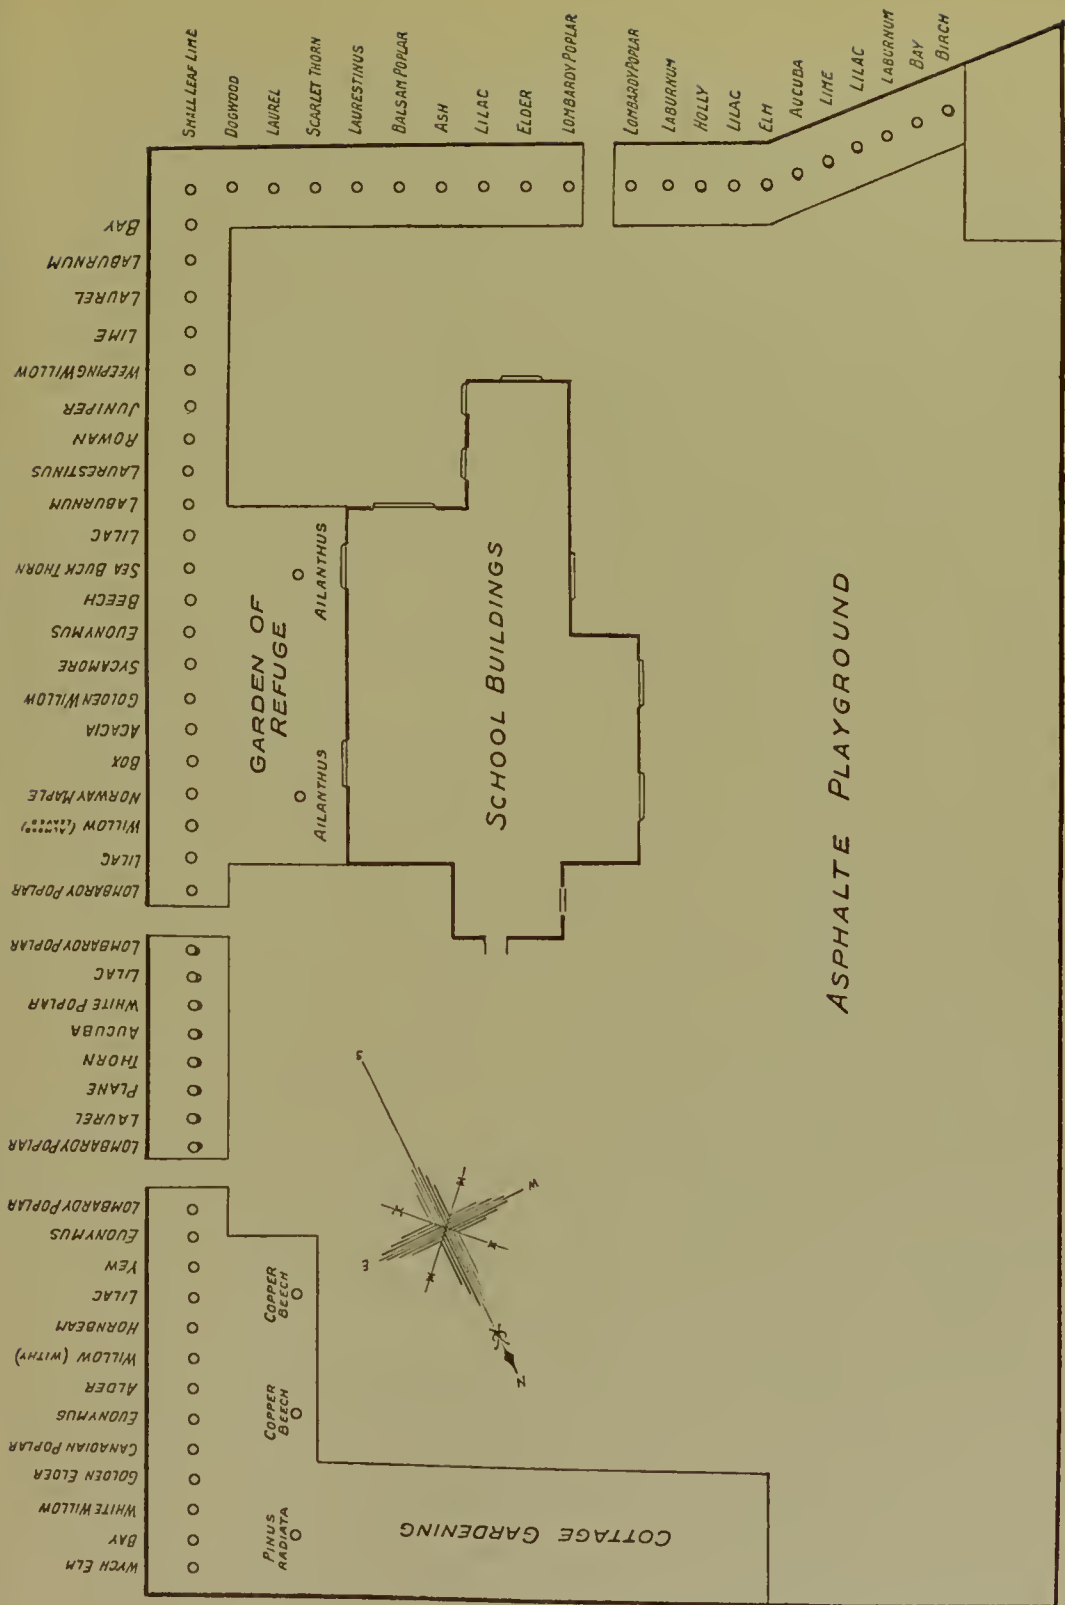 SMALL LEAF LIME
DOGWOOD
LAUREL
SCARLET THORN
LAURESTINUS
BALSAM POPLAR
ASH
LILAC
ELDER
LOMBARDY POPLAR
LOMBARDY POPLAR
LABURNUM
HOLLY
LILAC
ELM
AUCUBA
LIME
LILAC
LABURNUM
BAY
BIRCH
BAY
LABURNUM
LAUREL
LIME
WEEPING WILLOW
JUNIPER
ROWAN
LAURESTINUS
LABURNUM
LILAC
SEA BUCK THORN
BEECH
EUONYMUS
SYCAMORE
GOLDEN WILLOW
ACACIA
BOX
NORWAY MAPLE
WILLOW (ALMOND LEAVED)
LILAC
LOMBARDY POPLAR
LOMBARDY POPLAR
LILAC
WHITE POPLAR
AUCUBA
THORN
PLANE
LAUREL
LOMBARDY POPLAR
LOMBARDY POPLAR
EUONYMUS
YEW
LILAC
HORNBEAM
WILLOW (WITHY)
ALDER
EUONYMUS
CANADIAN POPLAR
GOLDEN ELDER
WHITE WILLOW
BAY
WYCH ELM
GARDEN OF
REFUGE
AILANTHUS
AILANTHUS
SCHOOL BUILDINGS
ASPHALTE PLAYGROUND
S
W
E
N
COPPER
BEECH
COPPER
BEECH
PINUS
RADIATA
COTTAGE GARDENING